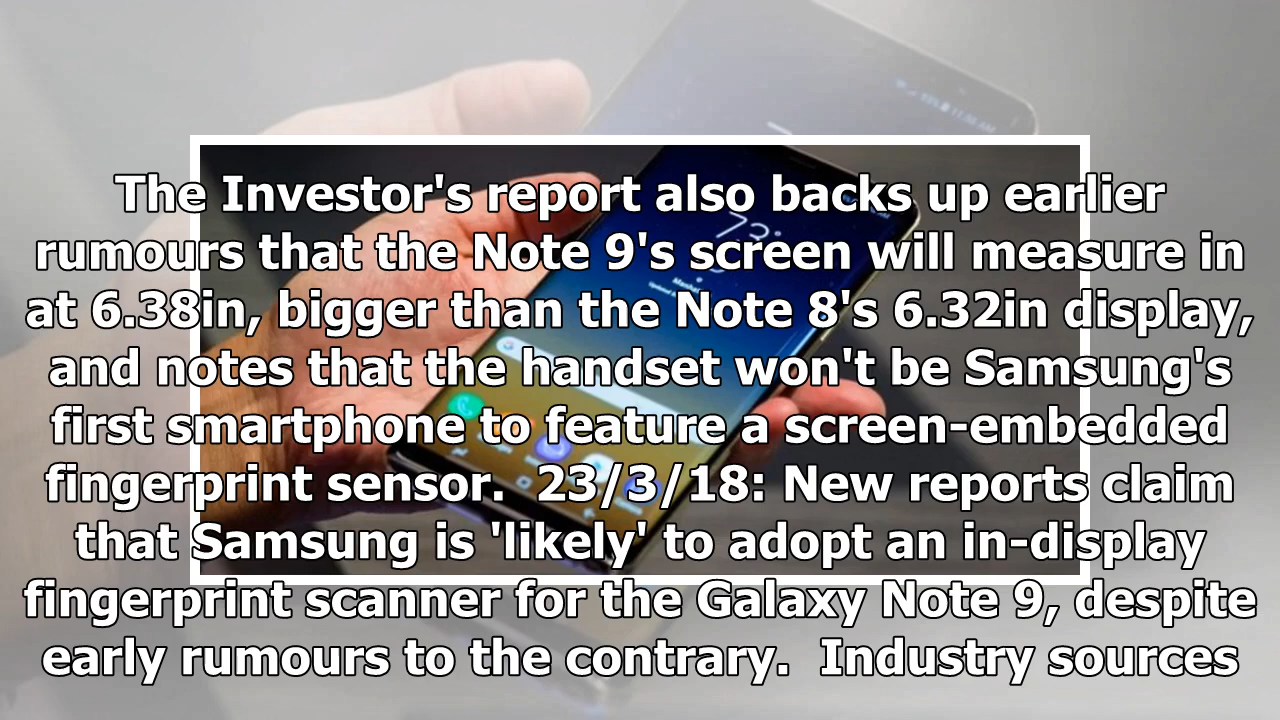 The Investor's report also backs up earlier
rumours that the Note 9's screen will measure in
at 6.38in, bigger than the Note 8's 6.32in display,
and notes that the handset won't be Samsung's
first smartphone to feature a screen-embedded
fingerprint sensor.  23/3/18: New reports claim
that Samsung is 'likely' to adopt an in-display
fingerprint scanner for the Galaxy Note 9, despite
early rumours to the contrary.  Industry sources
73°